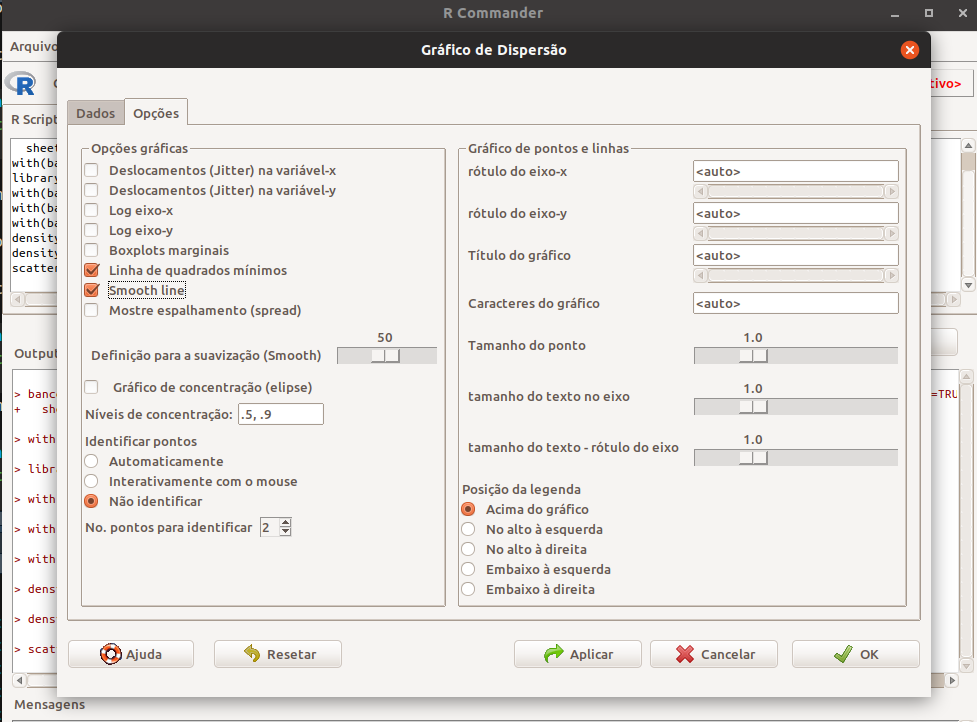 R Commander
Gráfico de Dispersão
Arquivo
R
tivo>
R Script
Dados
Opções
Opções gráficas
Deslocamentos (Jitter) na variável-x
Deslocamentos (Jitter) na variável-y
Log eixo-x
Log eixo-y
Boxplots marginais
Linha de quadrados mínimos
Smooth line
Mostre espalhamento (spread)
50
Definição para a suavização (Smooth)
Gráfico de concentração (elipse)
Níveis de concentração: .5, .9
Identificar pontos
Automaticamente
Interativamente com o mouse
Não identificar
No. pontos para identificar 2
Gráfico de pontos e linhas
rótulo do eixo-x <auto>
rótulo do eixo-y <auto>
Título do gráfico <auto>
Caracteres do gráfico <auto>
1.0
Tamanho do ponto
1.0
tamanho do texto no eixo
1.0
tamanho do texto - rótulo do eixo
Posição da legenda
Acima do gráfico
No alto à esquerda
No alto à direita
Embaixo à esquerda
Embaixo à direita
Ajuda
Resetar
Aplicar
Cancelar
OK
sheet
with(ba
library
with(ba
with(ba
with(ba
density
density
scatter
Output
> banco
=TRU
+ she
> with
> libra
> with
> with
> with
> dens
> dens
> scat
Mensagens